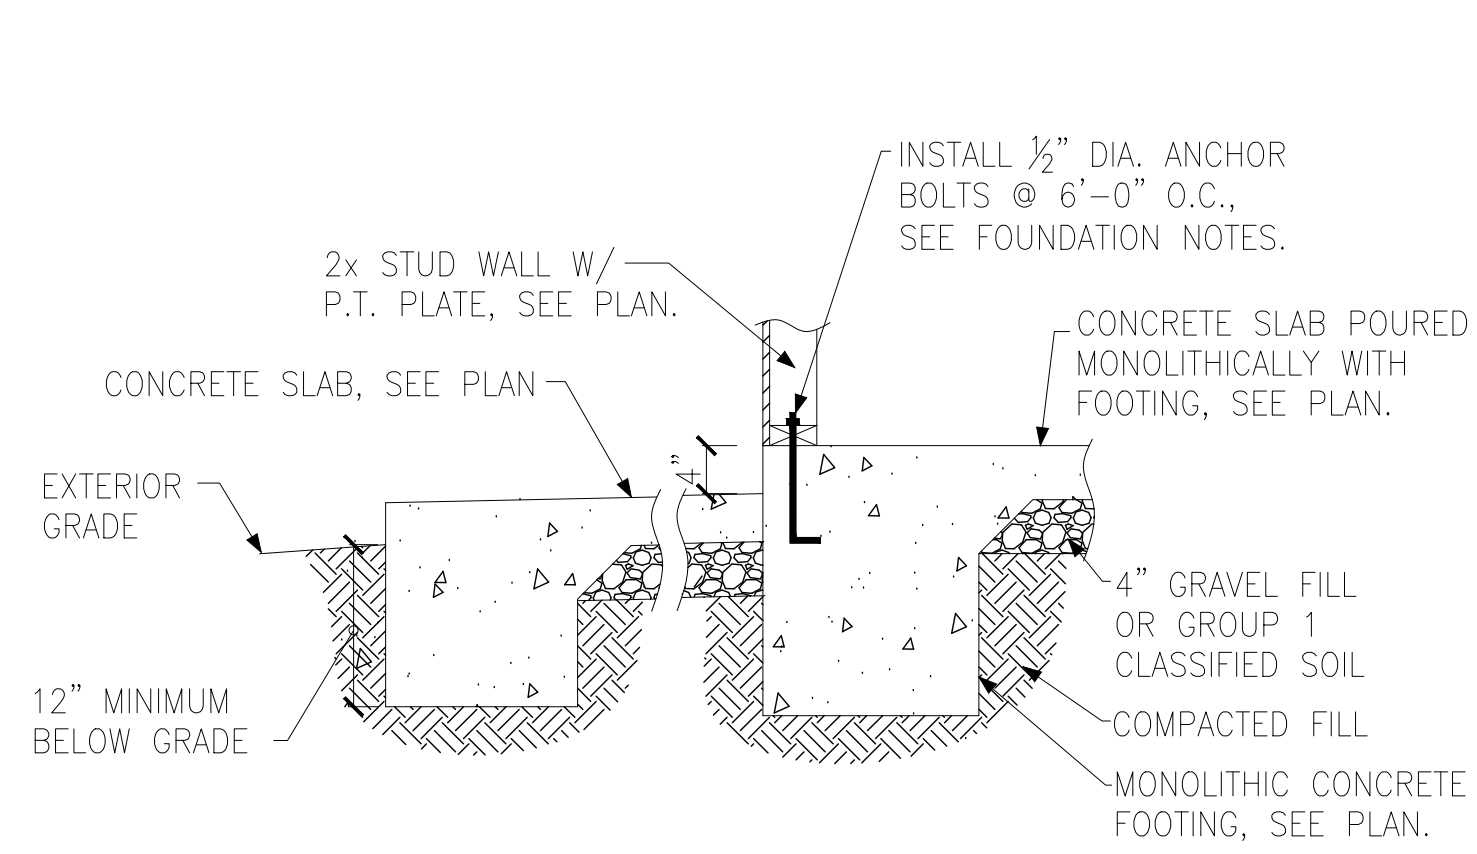 INSTALL ½" DIA. ANCHOR
BOLTS @ 6'-0" O.C.,
SEE FOUNDATION NOTES.
2x STUD WALL W/
P.T. PLATE, SEE PLAN.
CONCRETE SLAB POURED
MONOLITHICALLY WITH
FOOTING, SEE PLAN.
CONCRETE SLAB, SEE PLAN
4"
EXTERIOR
GRADE
4" GRAVEL FILL
OR GROUP 1
CLASSIFIED SOIL
12" MINIMUM
BELOW GRADE
COMPACTED FILL
MONOLITHIC CONCRETE
FOOTING, SEE PLAN.